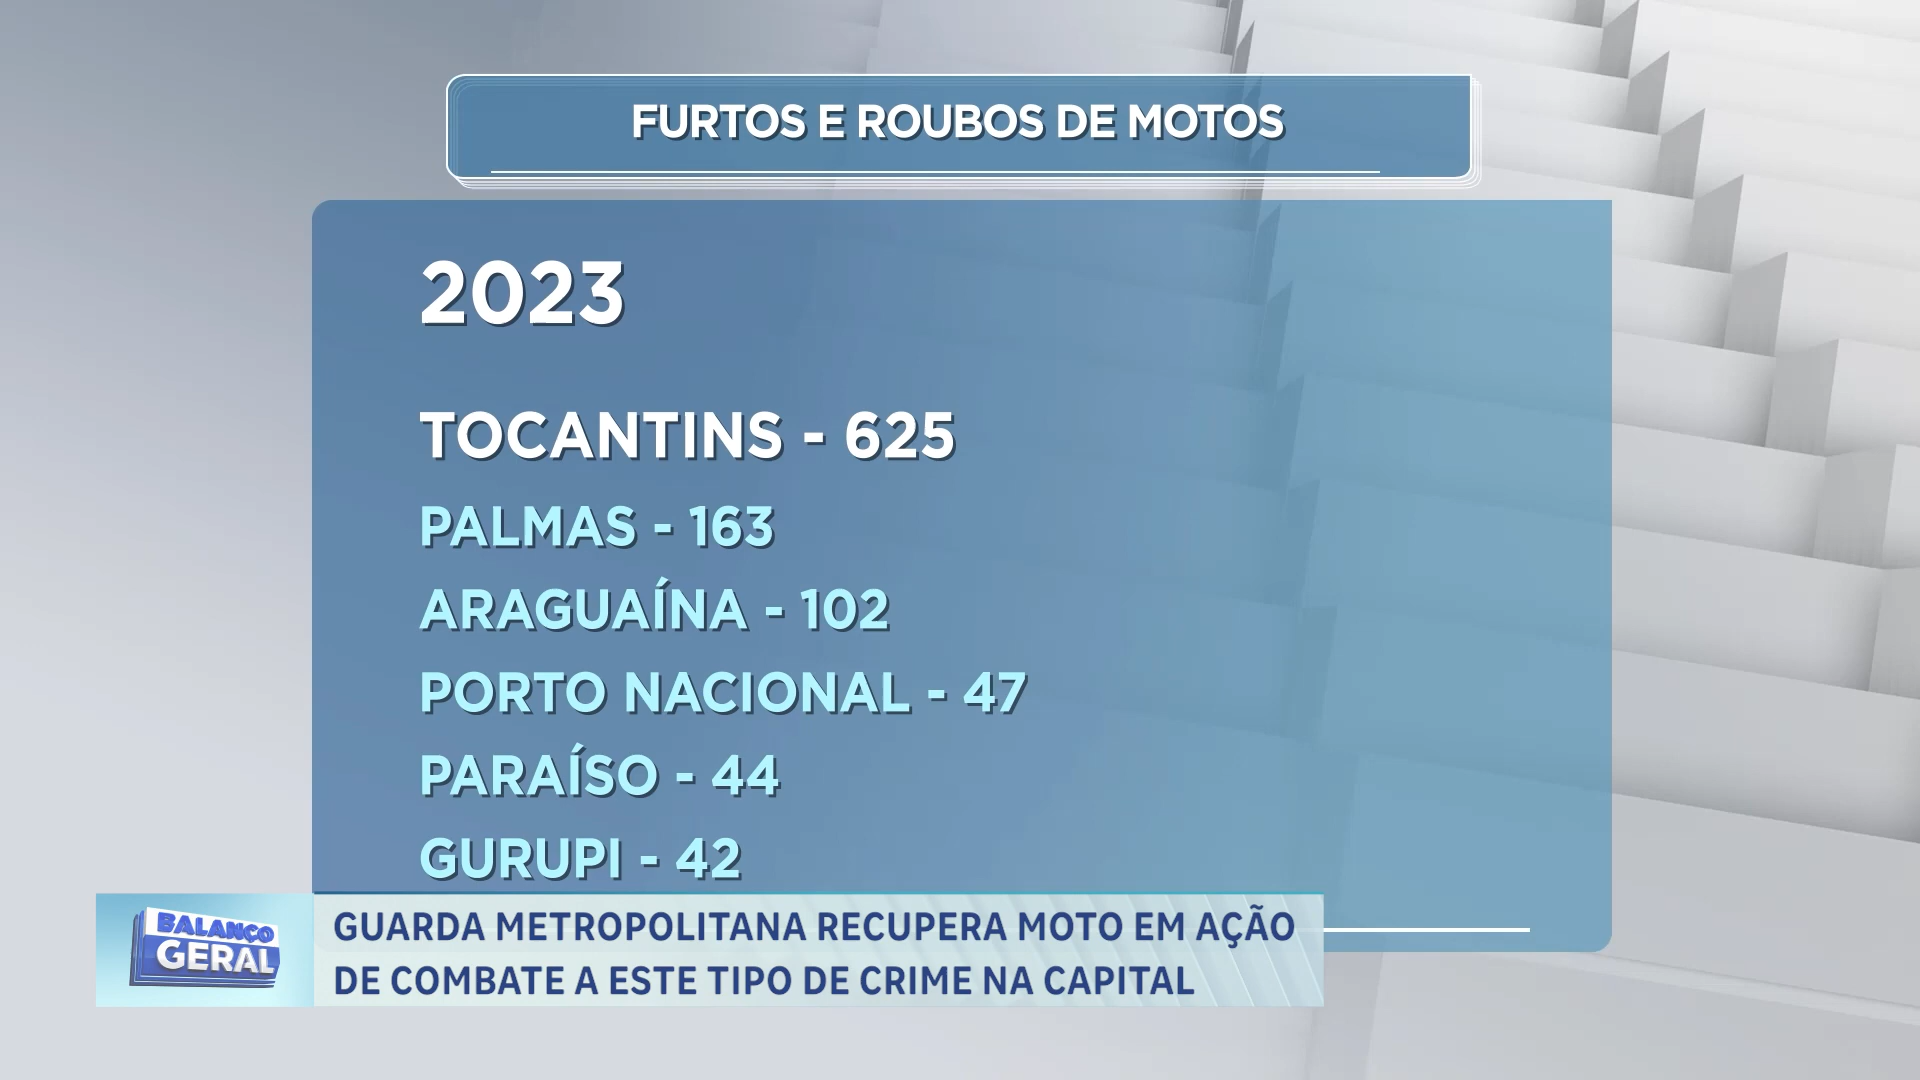 FURTOS E ROUBOS DE MOTOS
2023
TOCANTINS - 625
PALMAS - 163
ARAGUAÍNA - 102
PORTO NACIONAL - 47
PARAÍSO - 44
GURUPI - 42
BALANÇO
GERAL
GUARDA METROPOLITANA RECUPERA MOTO EM AÇÃO
DE COMBATE A ESTE TIPO DE CRIME NA CAPITAL